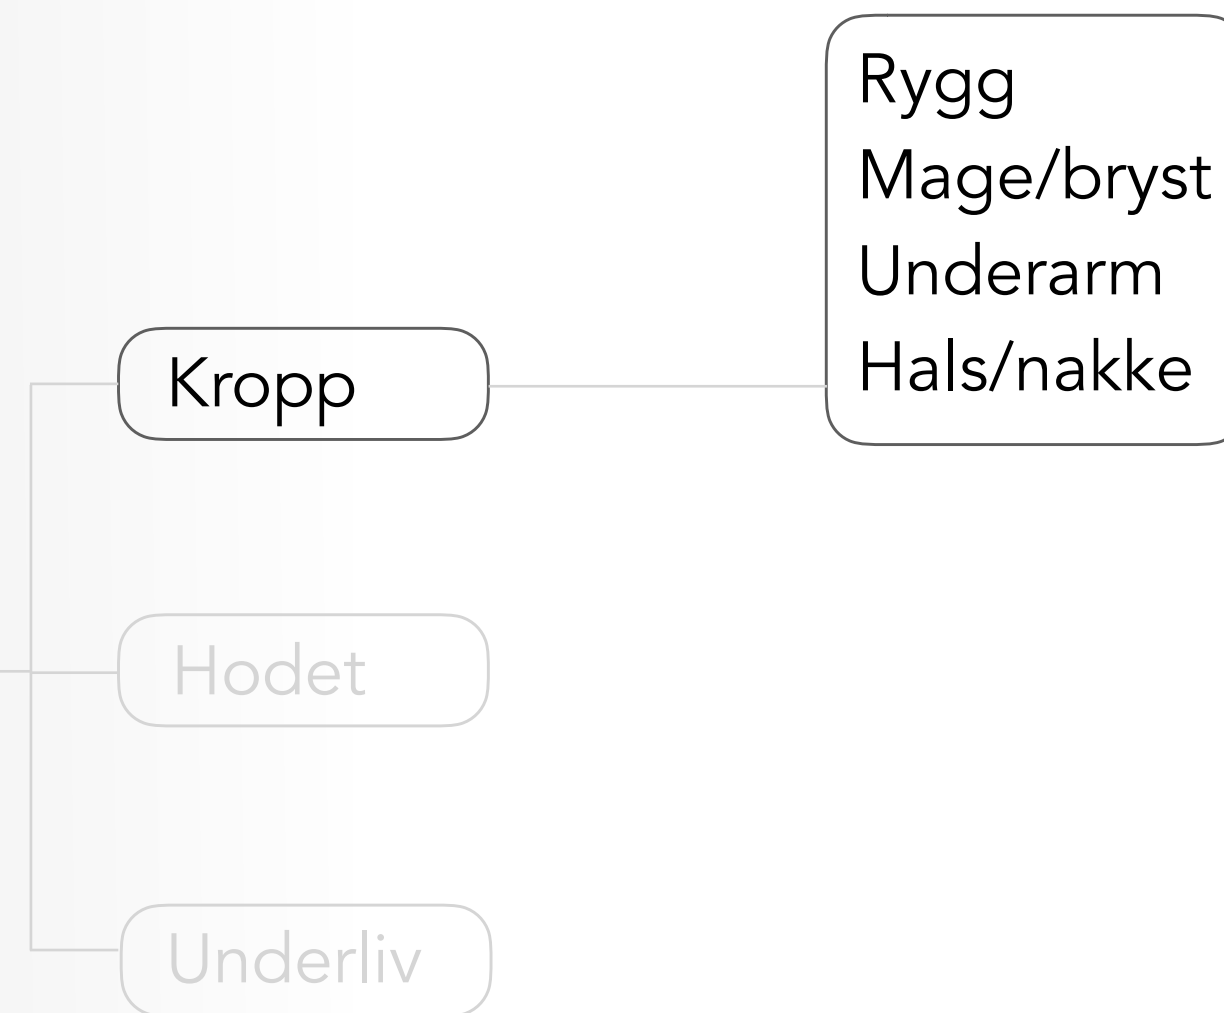 Rygg
Mage/bryst
Underarm
Hals/nakke
Kropp
Hodet
Underliv